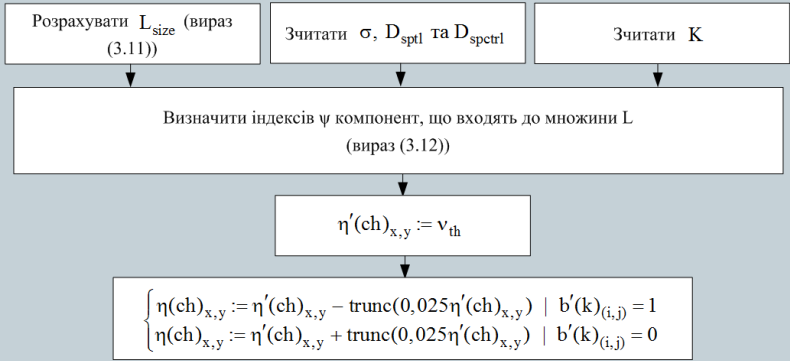 Розрахувати L_size (вираз
(3.11))
Зчитати σ, D_sptl та D_spctrl
Зчитати K
Визначити індексів ψ компонент, що входять до множини L
(вираз (3.12))
η′(ch)_x,y := ν_th
η(ch)_x,y := η′(ch)_x,y − trunc(0,025η′(ch)_x,y) | b′(k)_(i,j) = 1
η(ch)_x,y := η′(ch)_x,y + trunc(0,025η′(ch)_x,y) | b′(k)_(i,j) = 0